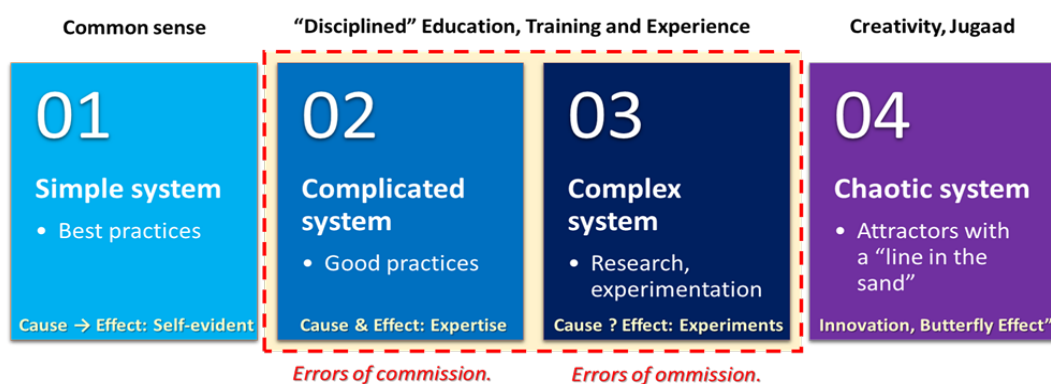 Common sense
“Disciplined” Education, Training and Experience
Creativity, Jugaad
01
Simple system
• Best practices
Cause → Effect: Self-evident
02
Complicated
system
• Good practices
Cause & Effect: Expertise
03
Complex
system
• Research,
experimentation
Cause ? Effect: Experiments
04
Chaotic system
• Attractors with
a “line in the
sand”
Innovation, Butterfly Effect”
Errors of commission.
Errors of ommission.